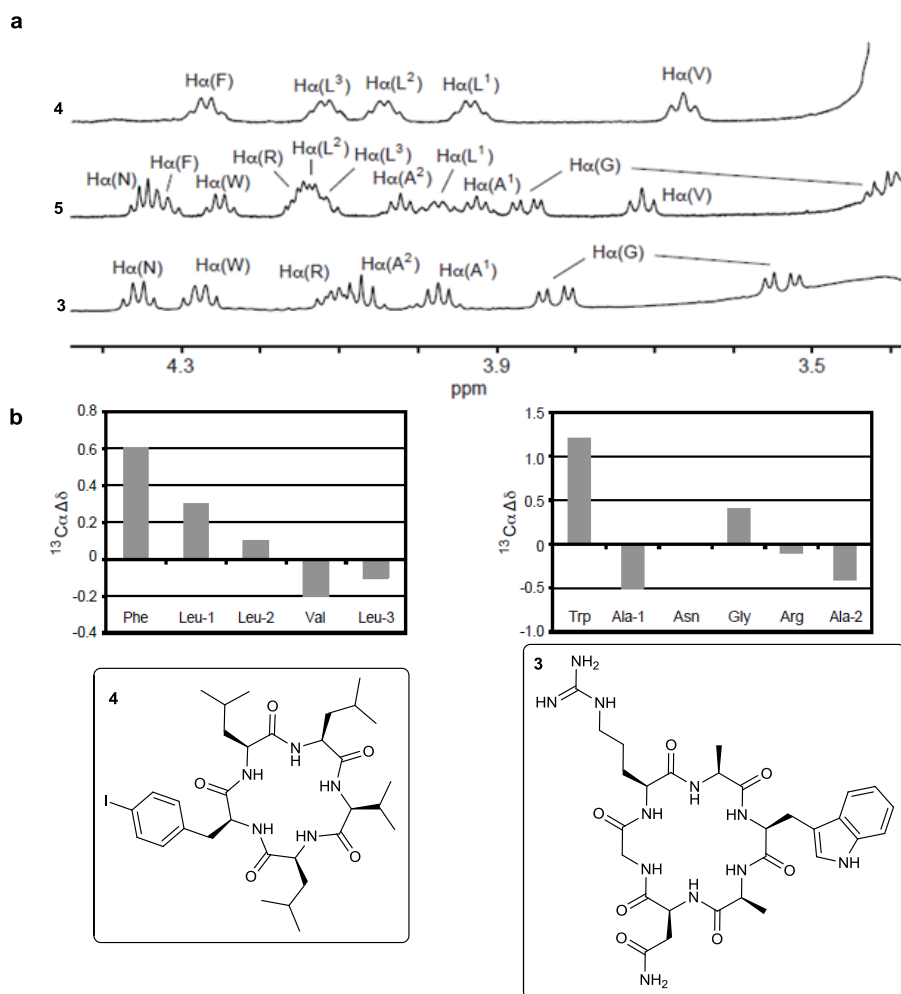 a
4
Hα(F)
Hα(L³)
Hα(L²)
Hα(L¹)
Hα(V)
5
Hα(N)
Hα(F)
Hα(W)
Hα(R)
Hα(L²)
Hα(L³)
Hα(A²)
Hα(L¹)
Hα(A¹)
Hα(G)
Hα(V)
3
Hα(N)
Hα(W)
Hα(R)
Hα(A²)
Hα(A¹)
Hα(G)
4.3 3.9 3.5
ppm
b
¹³Cα Δδ
0.8
0.6
0.4
0.2
0
-0.2
-0.4
Phe Leu-1 Leu-2 Val Leu-3
¹³Cα Δδ
1.5
1.0
0.5
0
-0.5
-1.0
Trp Ala-1 Asn Gly Arg Ala-2
4
O
N
H
O
NH
NH
O
I
NH
HN
O
O
3
NH₂
HN
NH
O
N
H
O
NH
NH
O
NH
O
NH
HN
O
H
N
O
O
NH₂